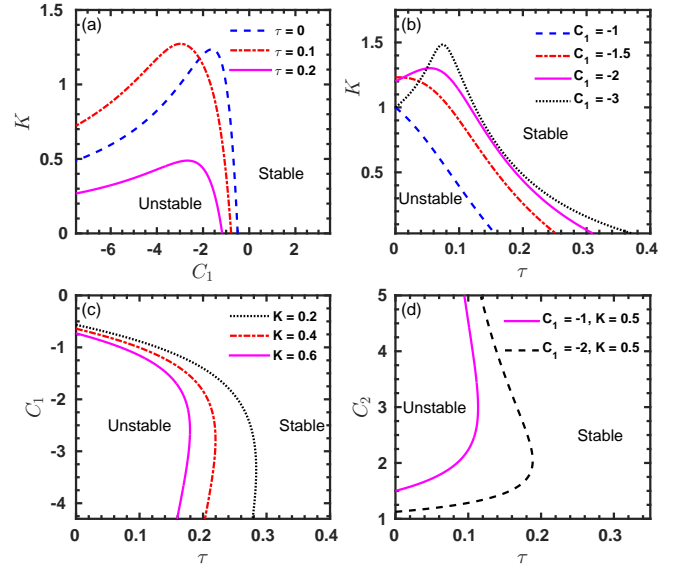 (a)
τ = 0
τ = 0.1
τ = 0.2
Stable
Unstable
K
1.5
1
0.5
0
-6 -4 -2 0 2
C₁
(b)
C₁ = -1
C₁ = -1.5
C₁ = -2
C₁ = -3
Stable
Unstable
K
1.5
1
0.5
0 0.1 0.2 0.3 0.4
τ
(c)
K = 0.2
K = 0.4
K = 0.6
Unstable
Stable
C₁
0
-1
-2
-3
-4
0 0.1 0.2 0.3 0.4
τ
(d)
C₁ = -1, K = 0.5
C₁ = -2, K = 0.5
Unstable
Stable
C₂
5
4
3
2
1
0 0.1 0.2 0.3
τ